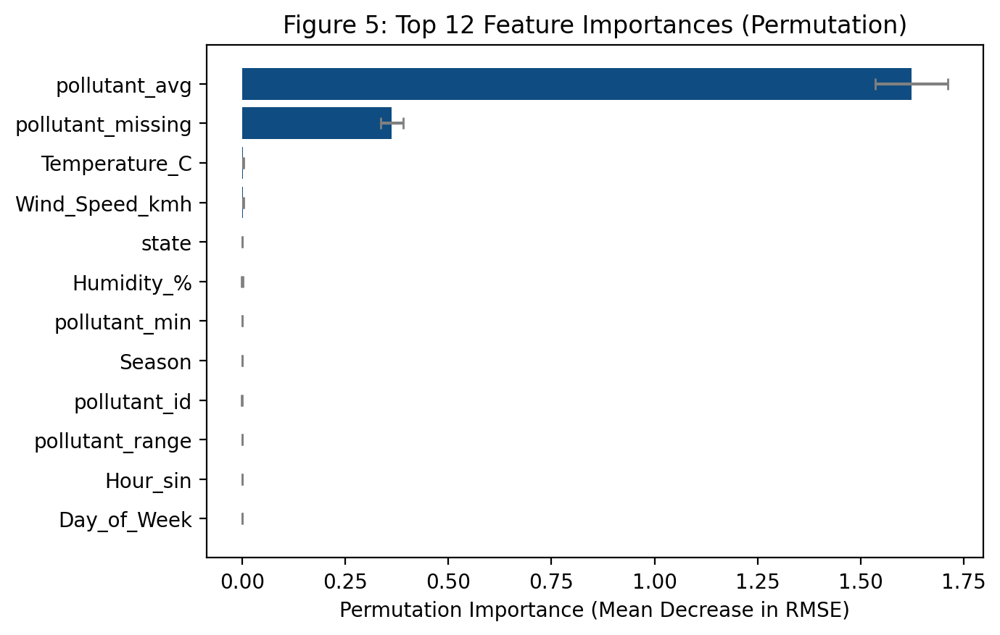 Figure 5: Top 12 Feature Importances (Permutation)
pollutant_avg
pollutant_missing
Temperature_C
Wind_Speed_kmh
state
Humidity_%
pollutant_min
Season
pollutant_id
pollutant_range
Hour_sin
Day_of_Week
0.00 0.25 0.50 0.75 1.00 1.25 1.50 1.75
Permutation Importance (Mean Decrease in RMSE)